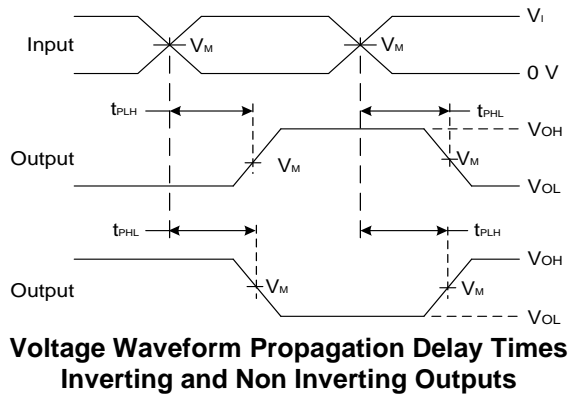 Input
VM
VM
VI
0 V
tPLH
tPHL
Output
VM
VM
VOH
VOL
tPHL
tPLH
Output
VM
VM
VOH
VOL
Voltage Waveform Propagation Delay Times
Inverting and Non Inverting Outputs